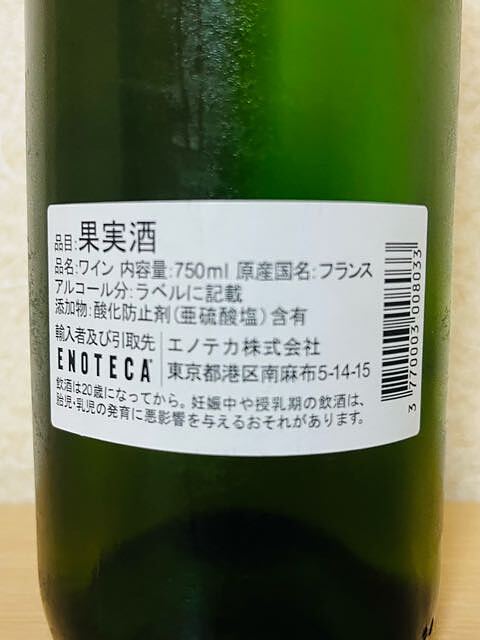 品目:果実酒
品名:ワイン 内容量:750ml 原産国名:フランス
アルコール分:ラベルに記載
添加物:酸化防止剤(亜硫酸塩)含有
輸入者及び引取先
ENOTECA
エノテカ株式会社
東京都港区南麻布5-14-15
飲酒は20歳になってから。妊娠中や授乳期の飲酒は、
胎児・乳児の発育に悪影響を与えるおそれがあります。
3770003008033